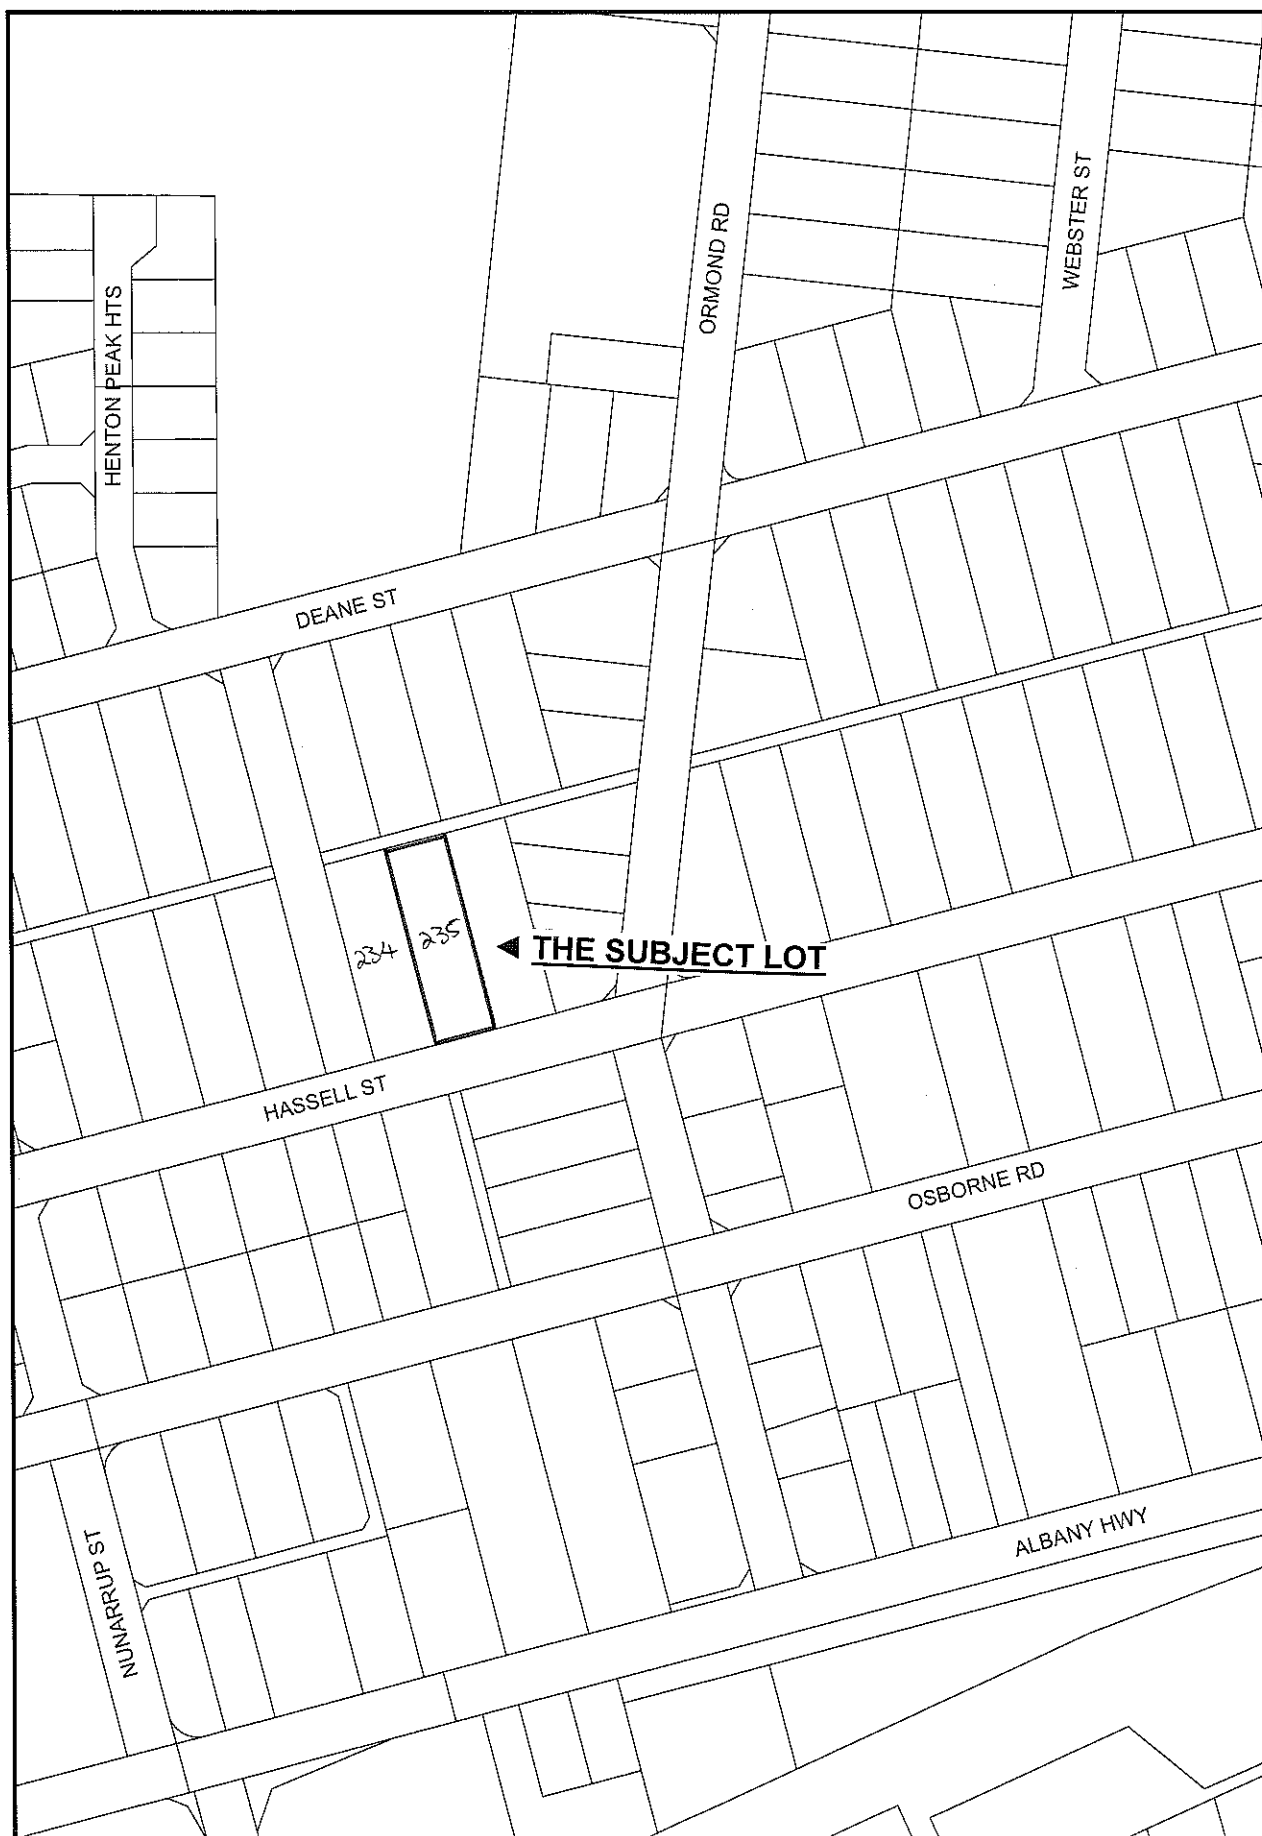 WEBSTER ST
ORMOND RD
HENTON PEAK HTS
DEANE ST
234
235
THE SUBJECT LOT
HASSELL ST
OSBORNE RD
ALBANY HWY
NUNARRUP ST